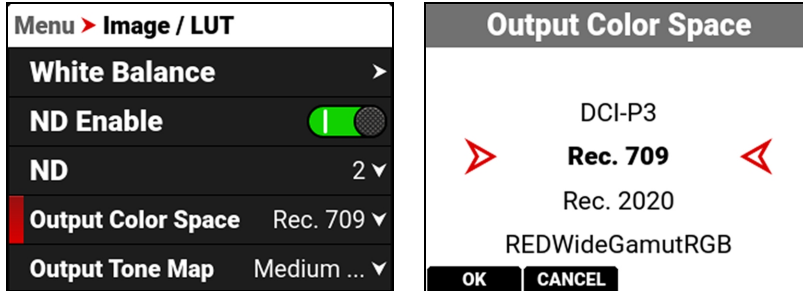 Menu > Image / LUT
White Balance
ND Enable
ND 2
Output Color Space Rec. 709
Output Tone Map Medium ...
Output Color Space
DCI-P3
Rec. 709
Rec. 2020
REDWideGamutRGB
OK CANCEL